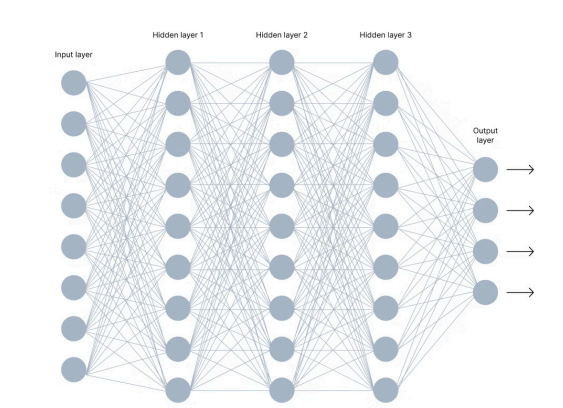 Hidden layer 1
Hidden layer 2
Hidden layer 3
Input layer
Output
layer